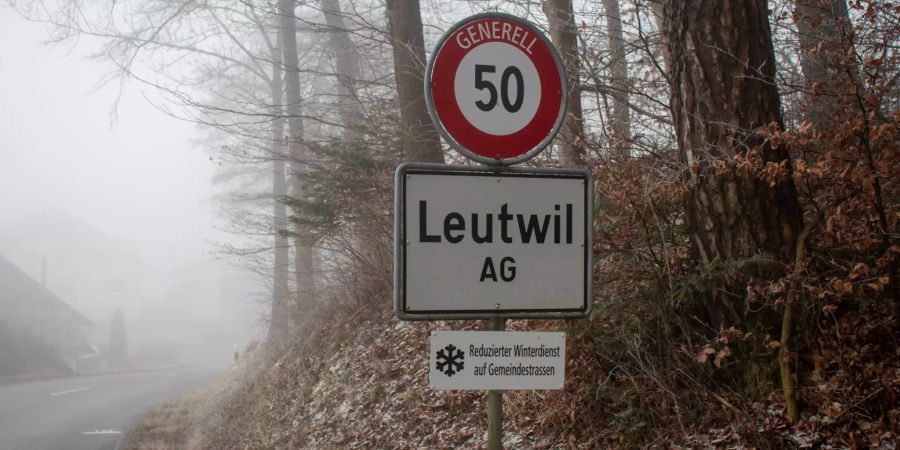 GENERELL
50
Leutwil
AG
Reduzierter Winterdienst
auf Gemeindestrassen